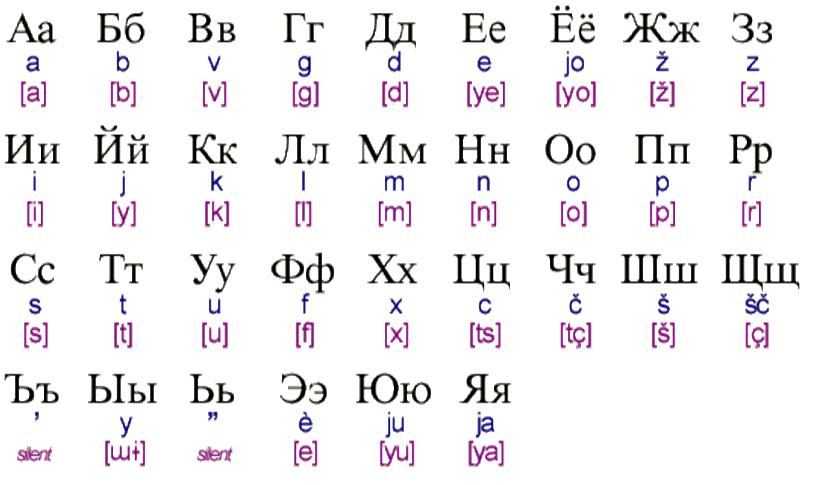 Аа Бб Вв Гг Дд Ее Ёё Жж Зз
a b v g d e jo ž z
[a] [b] [v] [g] [d] [ye] [yo] [ž] [z]
Ии Йй Кк Лл Мм Нн Оо Пп Рр
i j k l m n o p r
[i] [y] [k] [l] [m] [n] [o] [p] [r]
Сс Тт Уу Фф Хх Цц Чч Шш Щщ
s t u f x c č š šč
[s] [t] [u] [f] [x] [ts] [tç] [š] [ç]
Ъъ Ыы Ьь Ээ Юю Яя
’ y ” è ju ja
silent [ɯɨ] silent [e] [yu] [ya]